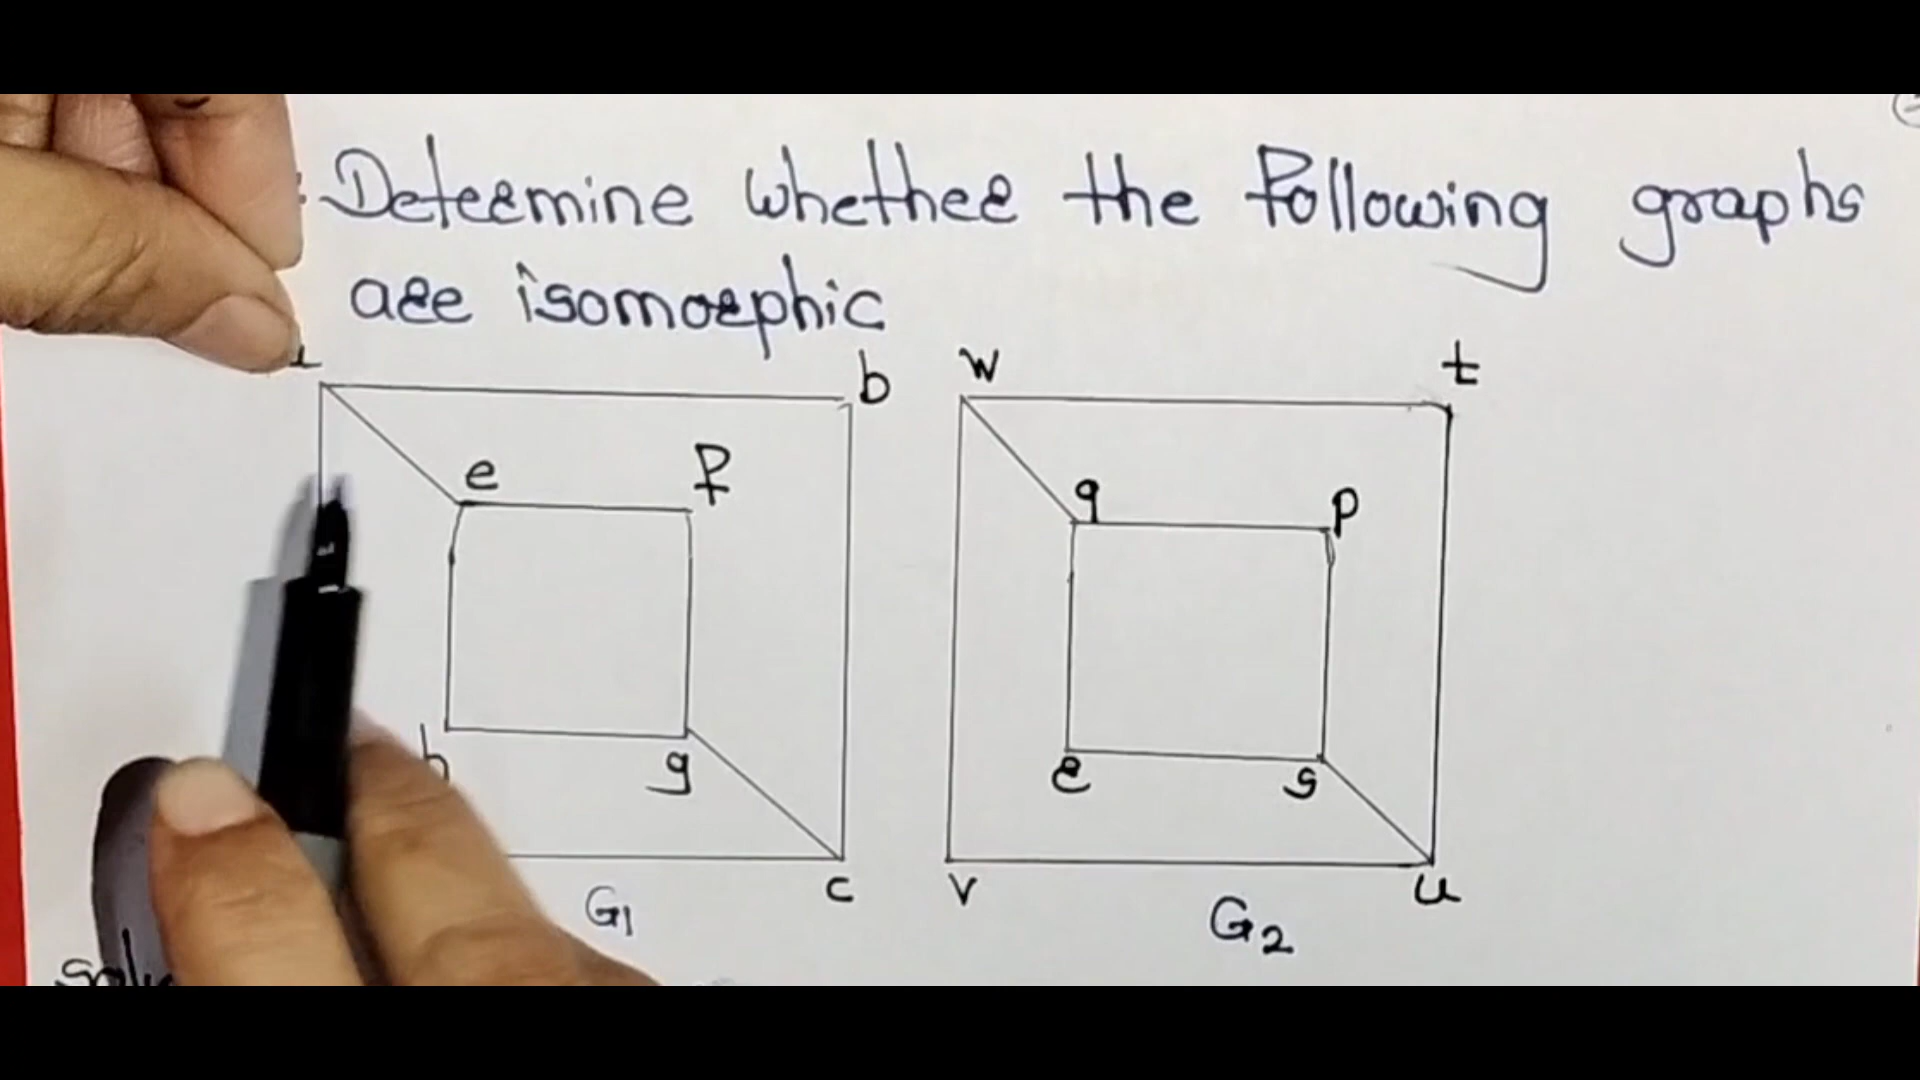 Determine whether the following graphs
are isomorphic
b w t
e f q p
h g r s
c v u
G1 G2